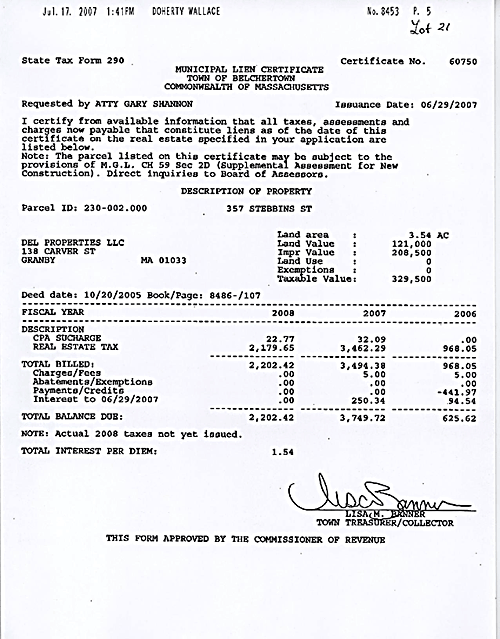 Jul. 17. 2007 1:41PM DOHERTY WALLACE No. 8453 P. 5
Lot 21
State Tax Form 290 Certificate No. 60750
MUNICIPAL LIEN CERTIFICATE
TOWN OF BELCHERTOWN
COMMONWEALTH OF MASSACHUSETTS
Requested by ATTY GARY SHANNON Issuance Date: 06/29/2007
I certify from available information that all taxes, assessments and
charges now payable that constitute liens as of the date of this
certificate on the real estate specified in your application are
listed below.
Note: The parcel listed on this certificate may be subject to the
provisions of M.G.L. CH 59 Sec 2D (Supplemental Assessment for New
Construction). Direct inquiries to Board of Assessors.
DESCRIPTION OF PROPERTY
Parcel ID: 230-002.000 357 STEBBINS ST
Land area : 3.54 AC
DEL PROPERTIES LLC Land Value : 121,000
138 CARVER ST Impr Value : 208,500
GRANBY MA 01033 Land Use : 0
Exemptions : 0
Taxable Value: 329,500
Deed date: 10/20/2005 Book/Page: 8486-/107
FISCAL YEAR 2008 2007 2006
DESCRIPTION
CPA SUCHARGE 22.77 32.09 .00
REAL ESTATE TAX 2,179.65 3,462.29 968.05
TOTAL BILLED: 2,202.42 3,494.38 968.05
Charges/Fees .00 5.00 5.00
Abatements/Exemptions .00 .00 .00
Payments/Credits .00 .00 -441.97
Interest to 06/29/2007 .00 250.34 94.54
TOTAL BALANCE DUE: 2,202.42 3,749.72 625.62
NOTE: Actual 2008 taxes not yet issued.
TOTAL INTEREST PER DIEM: 1.54
Lisa Banner
LISA M. BANNER
TOWN TREASURER/COLLECTOR
THIS FORM APPROVED BY THE COMMISSIONER OF REVENUE